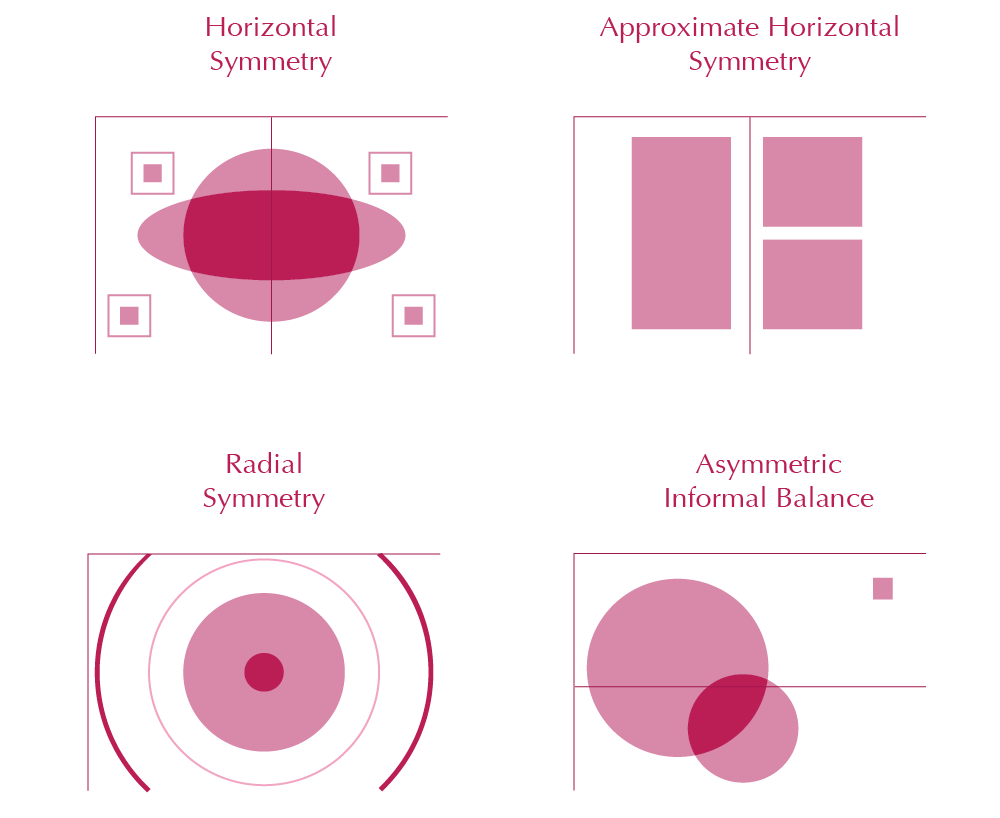 Horizontal
Symmetry
Approximate Horizontal
Symmetry
Radial
Symmetry
Asymmetric
Informal Balance